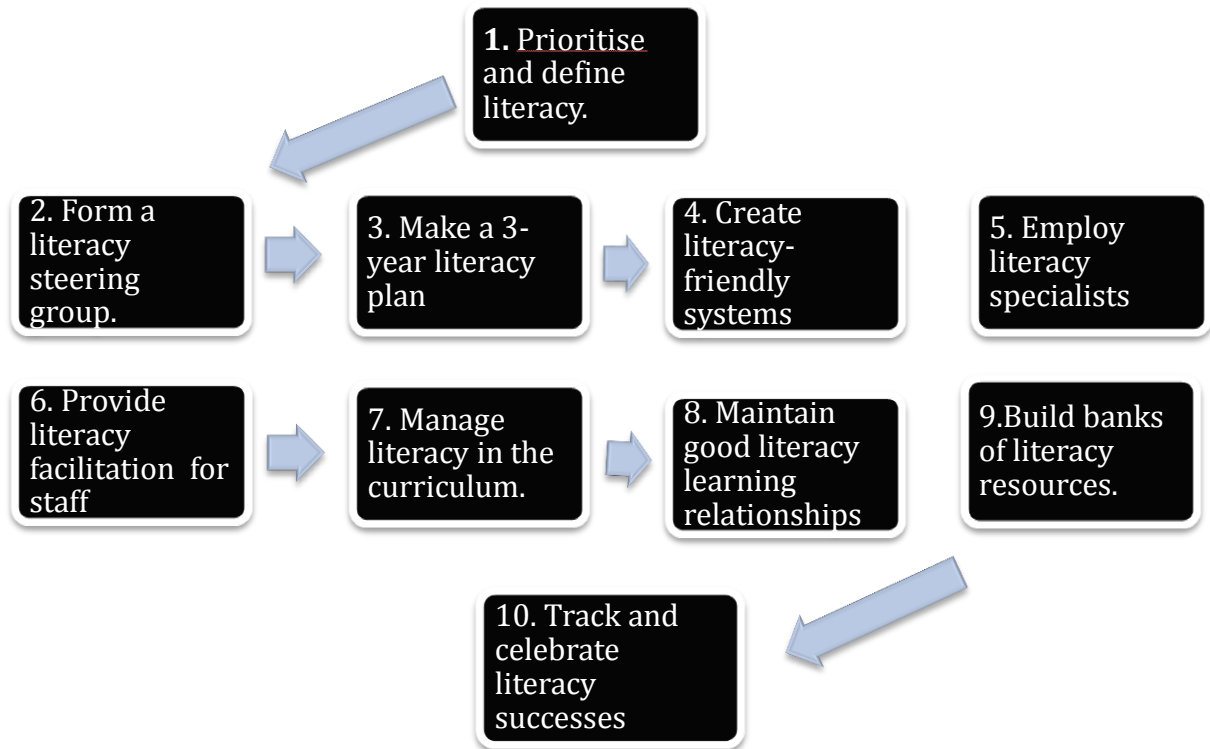 1. Prioritise
and define
literacy.
2. Form a
literacy
steering
group.
3. Make a 3-
year literacy
plan
4. Create
literacy-
friendly
systems
5. Employ
literacy
specialists
6. Provide
literacy
facilitation for
staff
7. Manage
literacy in the
curriculum.
8. Maintain
good literacy
learning
relationships
9.Build banks
of literacy
resources.
10. Track and
celebrate
literacy
successes